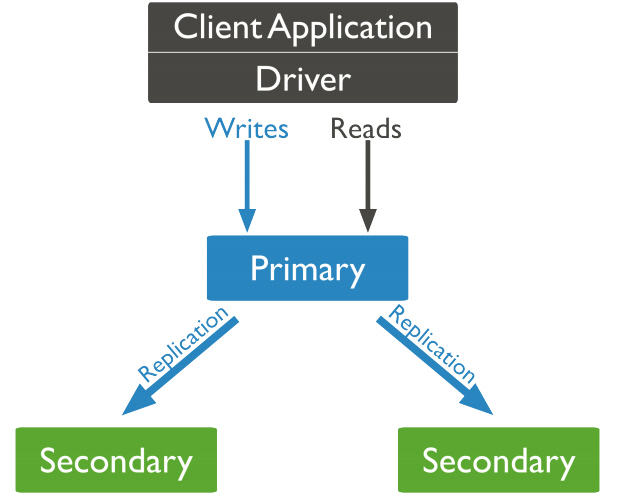 Client Application
Driver
Writes
Reads
Primary
Replication
Replication
Secondary
Secondary